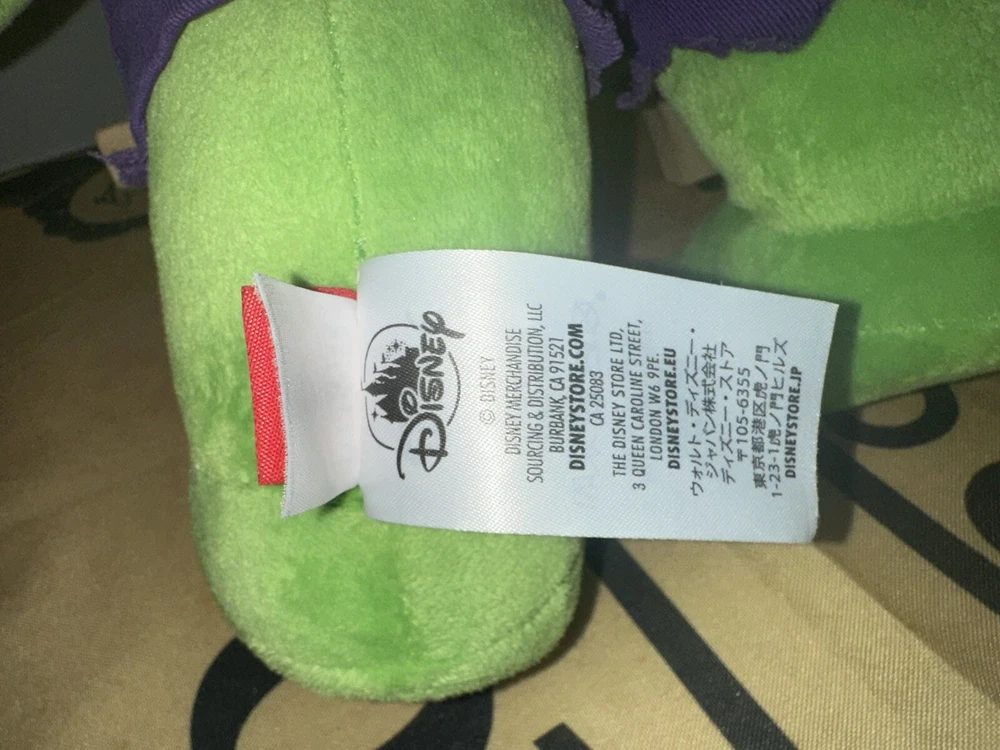 Disney
© DISNEY
DISNEY MERCHANDISE
SOURCING & DISTRIBUTION, LLC
BURBANK, CA 91521
DISNEYSTORE.COM
CA 25083
THE DISNEY STORE LTD,
3 QUEEN CAROLINE STREET,
LONDON W6 9PE.
DISNEYSTORE.EU
ウォルト・ディズニー・
ジャパン株式会社
ディズニー・ストア
〒105-6355
東京都港区虎ノ門
1-23-1虎ノ門ヒルズ
DISNEYSTORE.JP